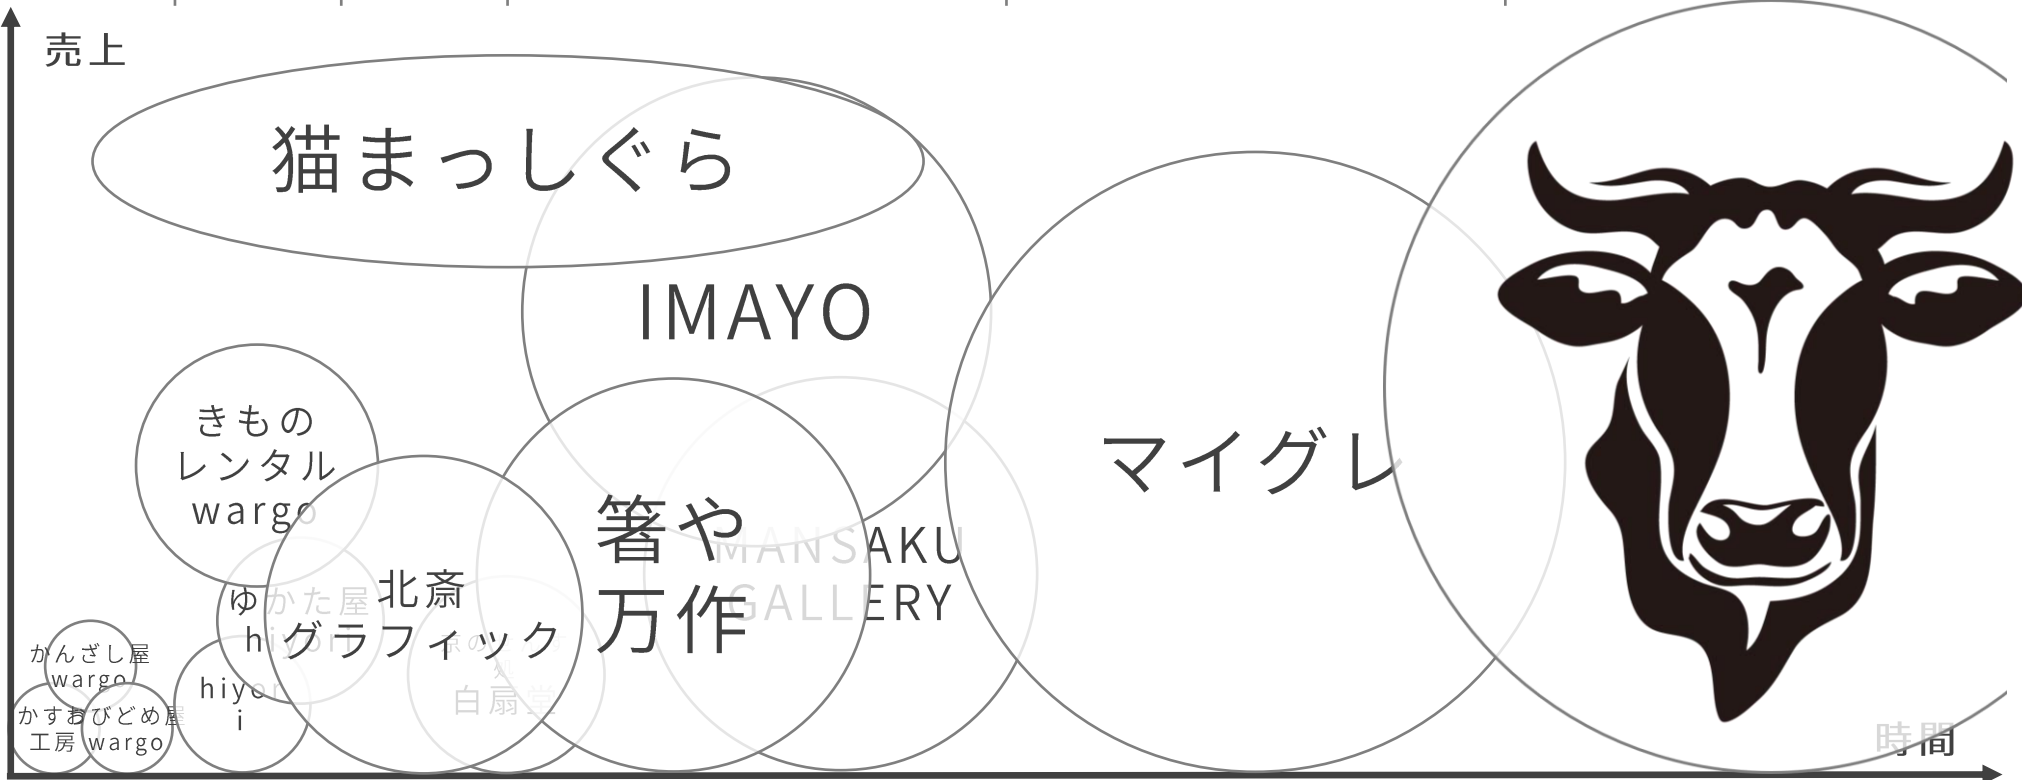 売上
猫まっしぐら
IMAYO
きもの
レンタル
wargo
マイグレ
箸や
万作
MANSAKU
GALLERY
北斎
グラフィック
ゆかた屋
hiyori
白扇堂
かんざし屋
wargo
hiyori
かすう
工房
おびどめ屋
wargo
時間